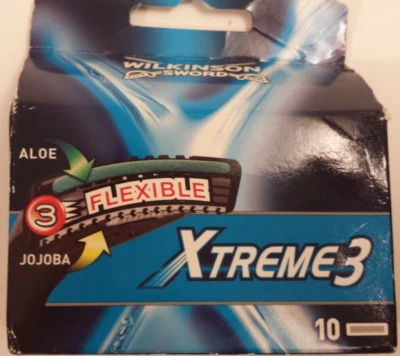 WILKINSON
SWORD
ALOE
3 FLEXIBLE
JOJOBA
XTREME3
10